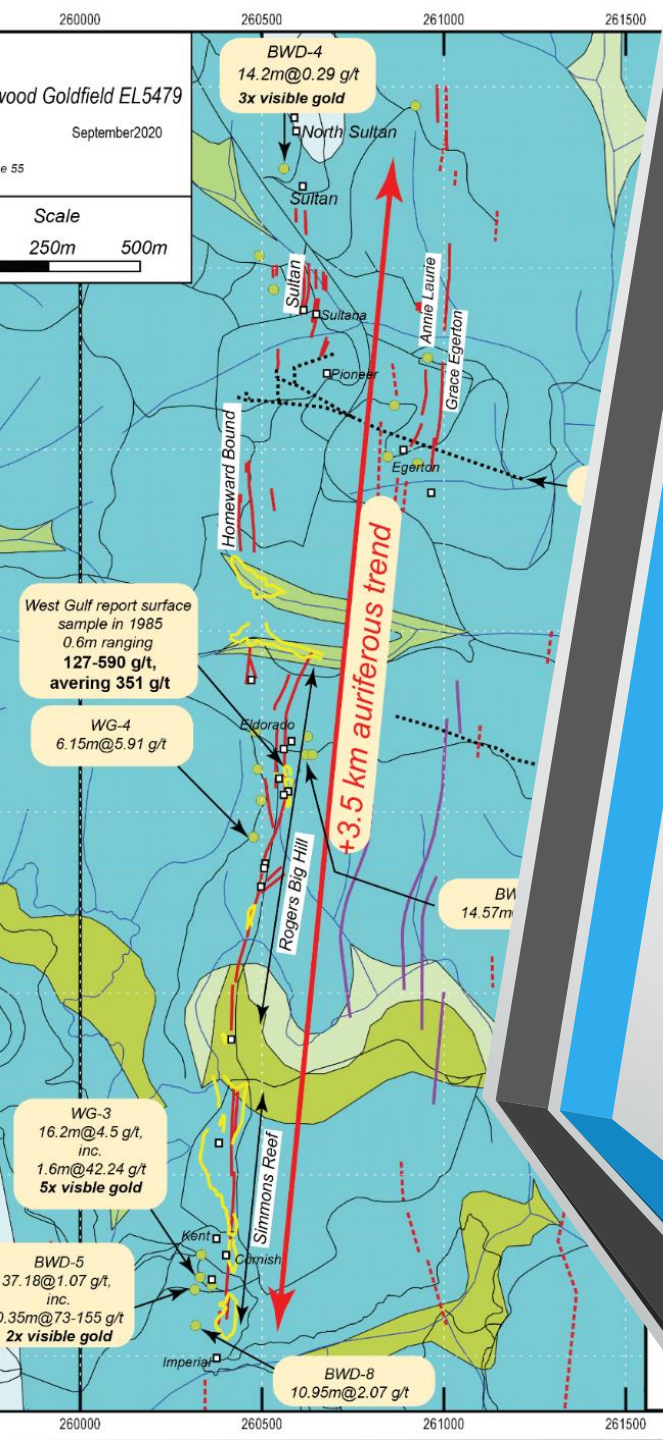 260000 260500 261000 261500
wood Goldfield EL5479
September2020
e 55
Scale
250m 500m
BWD-4
14.2m@0.29 g/t
3x visible gold
North Sultan
Sultan
Sultan
Sultana
Pioneer
Annie Laurie
Grace Egerton
Egerton
Homeward Bound
+3.5 km auriferous trend
West Gulf report surface
sample in 1985
0.6m ranging
127-590 g/t,
avering 351 g/t
Eldorado
WG-4
6.15m@5.91 g/t
Rogers Big Hill
BW
14.57m
WG-3
16.2m@4.5 g/t,
inc.
1.6m@42.24 g/t
5x visble gold
Simmons Reef
Kent
Cornish
BWD-5
37.18@1.07 g/t,
inc.
0.35m@73-155 g/t
2x visible gold
Imperial
BWD-8
10.95m@2.07 g/t
260000 260500 261000 261500